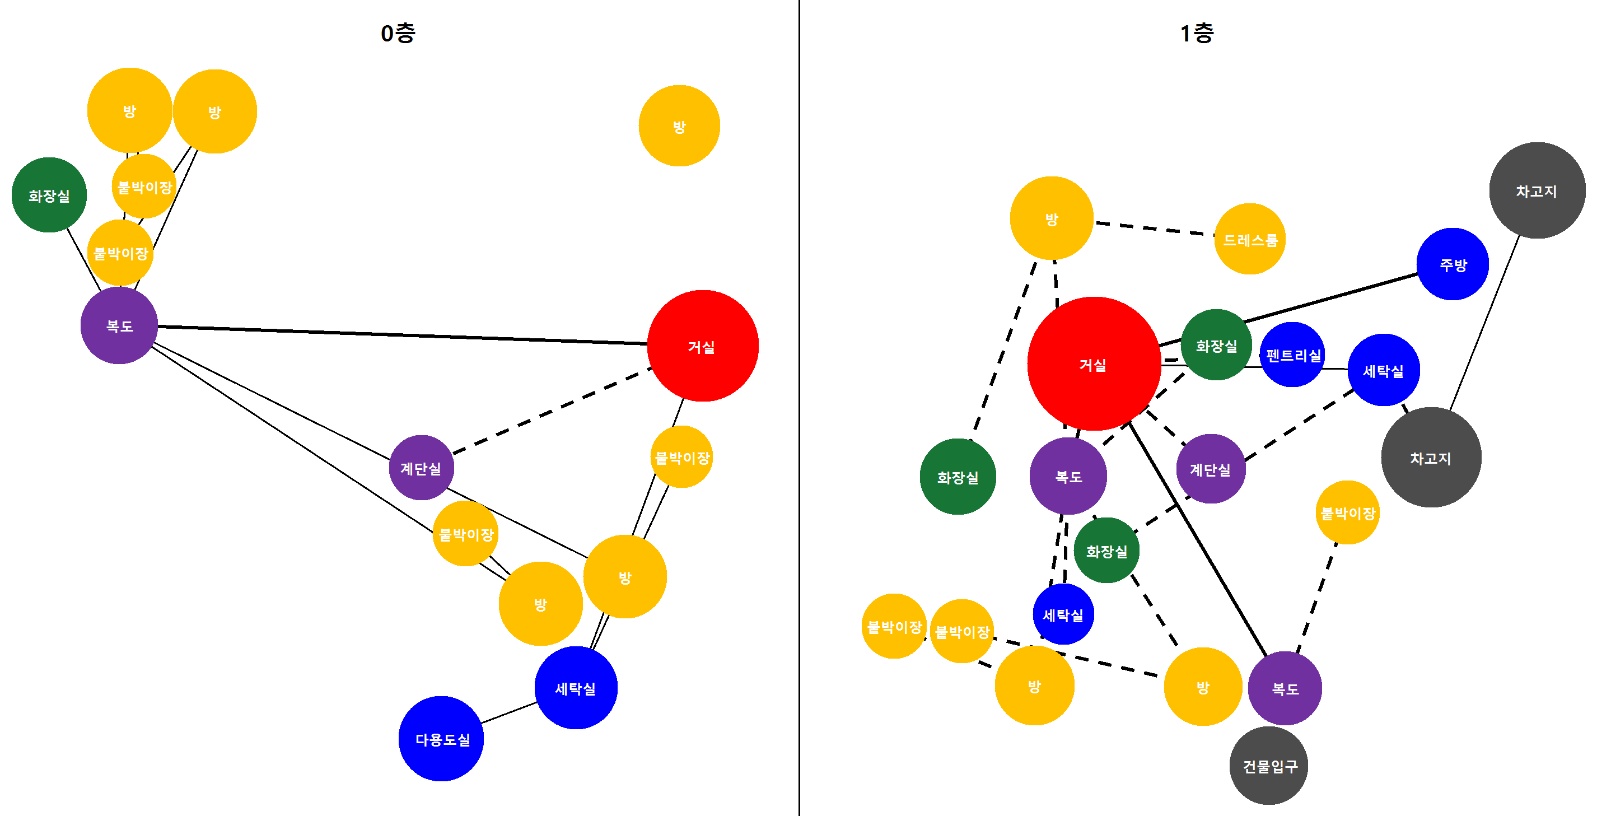 0층
방
방
방
화장실
붙박이장
붙박이장
복도
거실
계단실
붙박이장
붙박이장
방
방
세탁실
다용도실
1층
차고지
방
드레스룸
주방
화장실
펜트리실
거실
세탁실
차고지
화장실
복도
계단실
붙박이장
화장실
세탁실
붙박이장
붙박이장
방
방
복도
건물입구